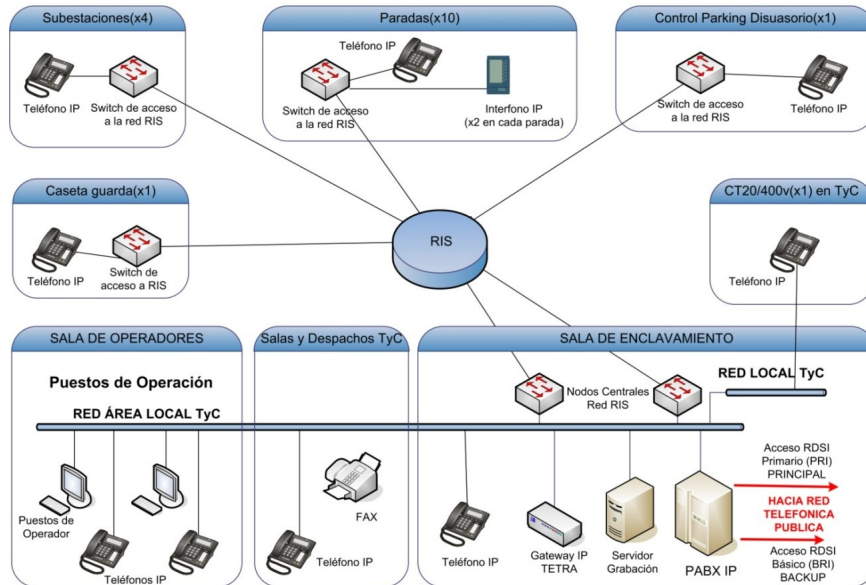 Subestaciones(x4)
Teléfono IP
Switch de acceso
a la red RIS
Paradas(x10)
Teléfono IP
Switch de acceso
a la red RIS
Interfono IP
(x2 en cada parada)
Control Parking Disuasorio(x1)
Switch de acceso
a la red RIS
Teléfono IP
Caseta guarda(x1)
Teléfono IP
Switch de
acceso a RIS
RIS
CT20/400v(x1) en TyC
Teléfono IP
SALA DE OPERADORES
Puestos de Operación
RED ÁREA LOCAL TyC
Puestos de
Operador
Teléfonos IP
Salas y Despachos TyC
FAX
Teléfono IP
SALA DE ENCLAVAMIENTO
Nodos Centrales
Red RIS
RED LOCAL TyC
Teléfono IP
Gateway IP
TETRA
Servidor
Grabación
PABX IP
Acceso RDSI
Primario (PRI)
PRINCIPAL
HACIA RED
TELEFONICA
PUBLICA
Acceso RDSI
Básico (BRI)
BACKUP